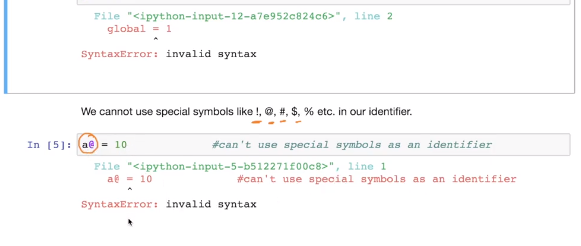 File "<ipython-input-12-a7e952c824c6>", line 2
global = 1
^
SyntaxError: invalid syntax
We cannot use special symbols like !, @, #, $, % etc. in our identifier.
In [5]: a@ = 10 #can't use special symbols as an identifier
File "<ipython-input-5-b512271f00c8>", line 1
a@ = 10 #can't use special symbols as an identifier
^
SyntaxError: invalid syntax